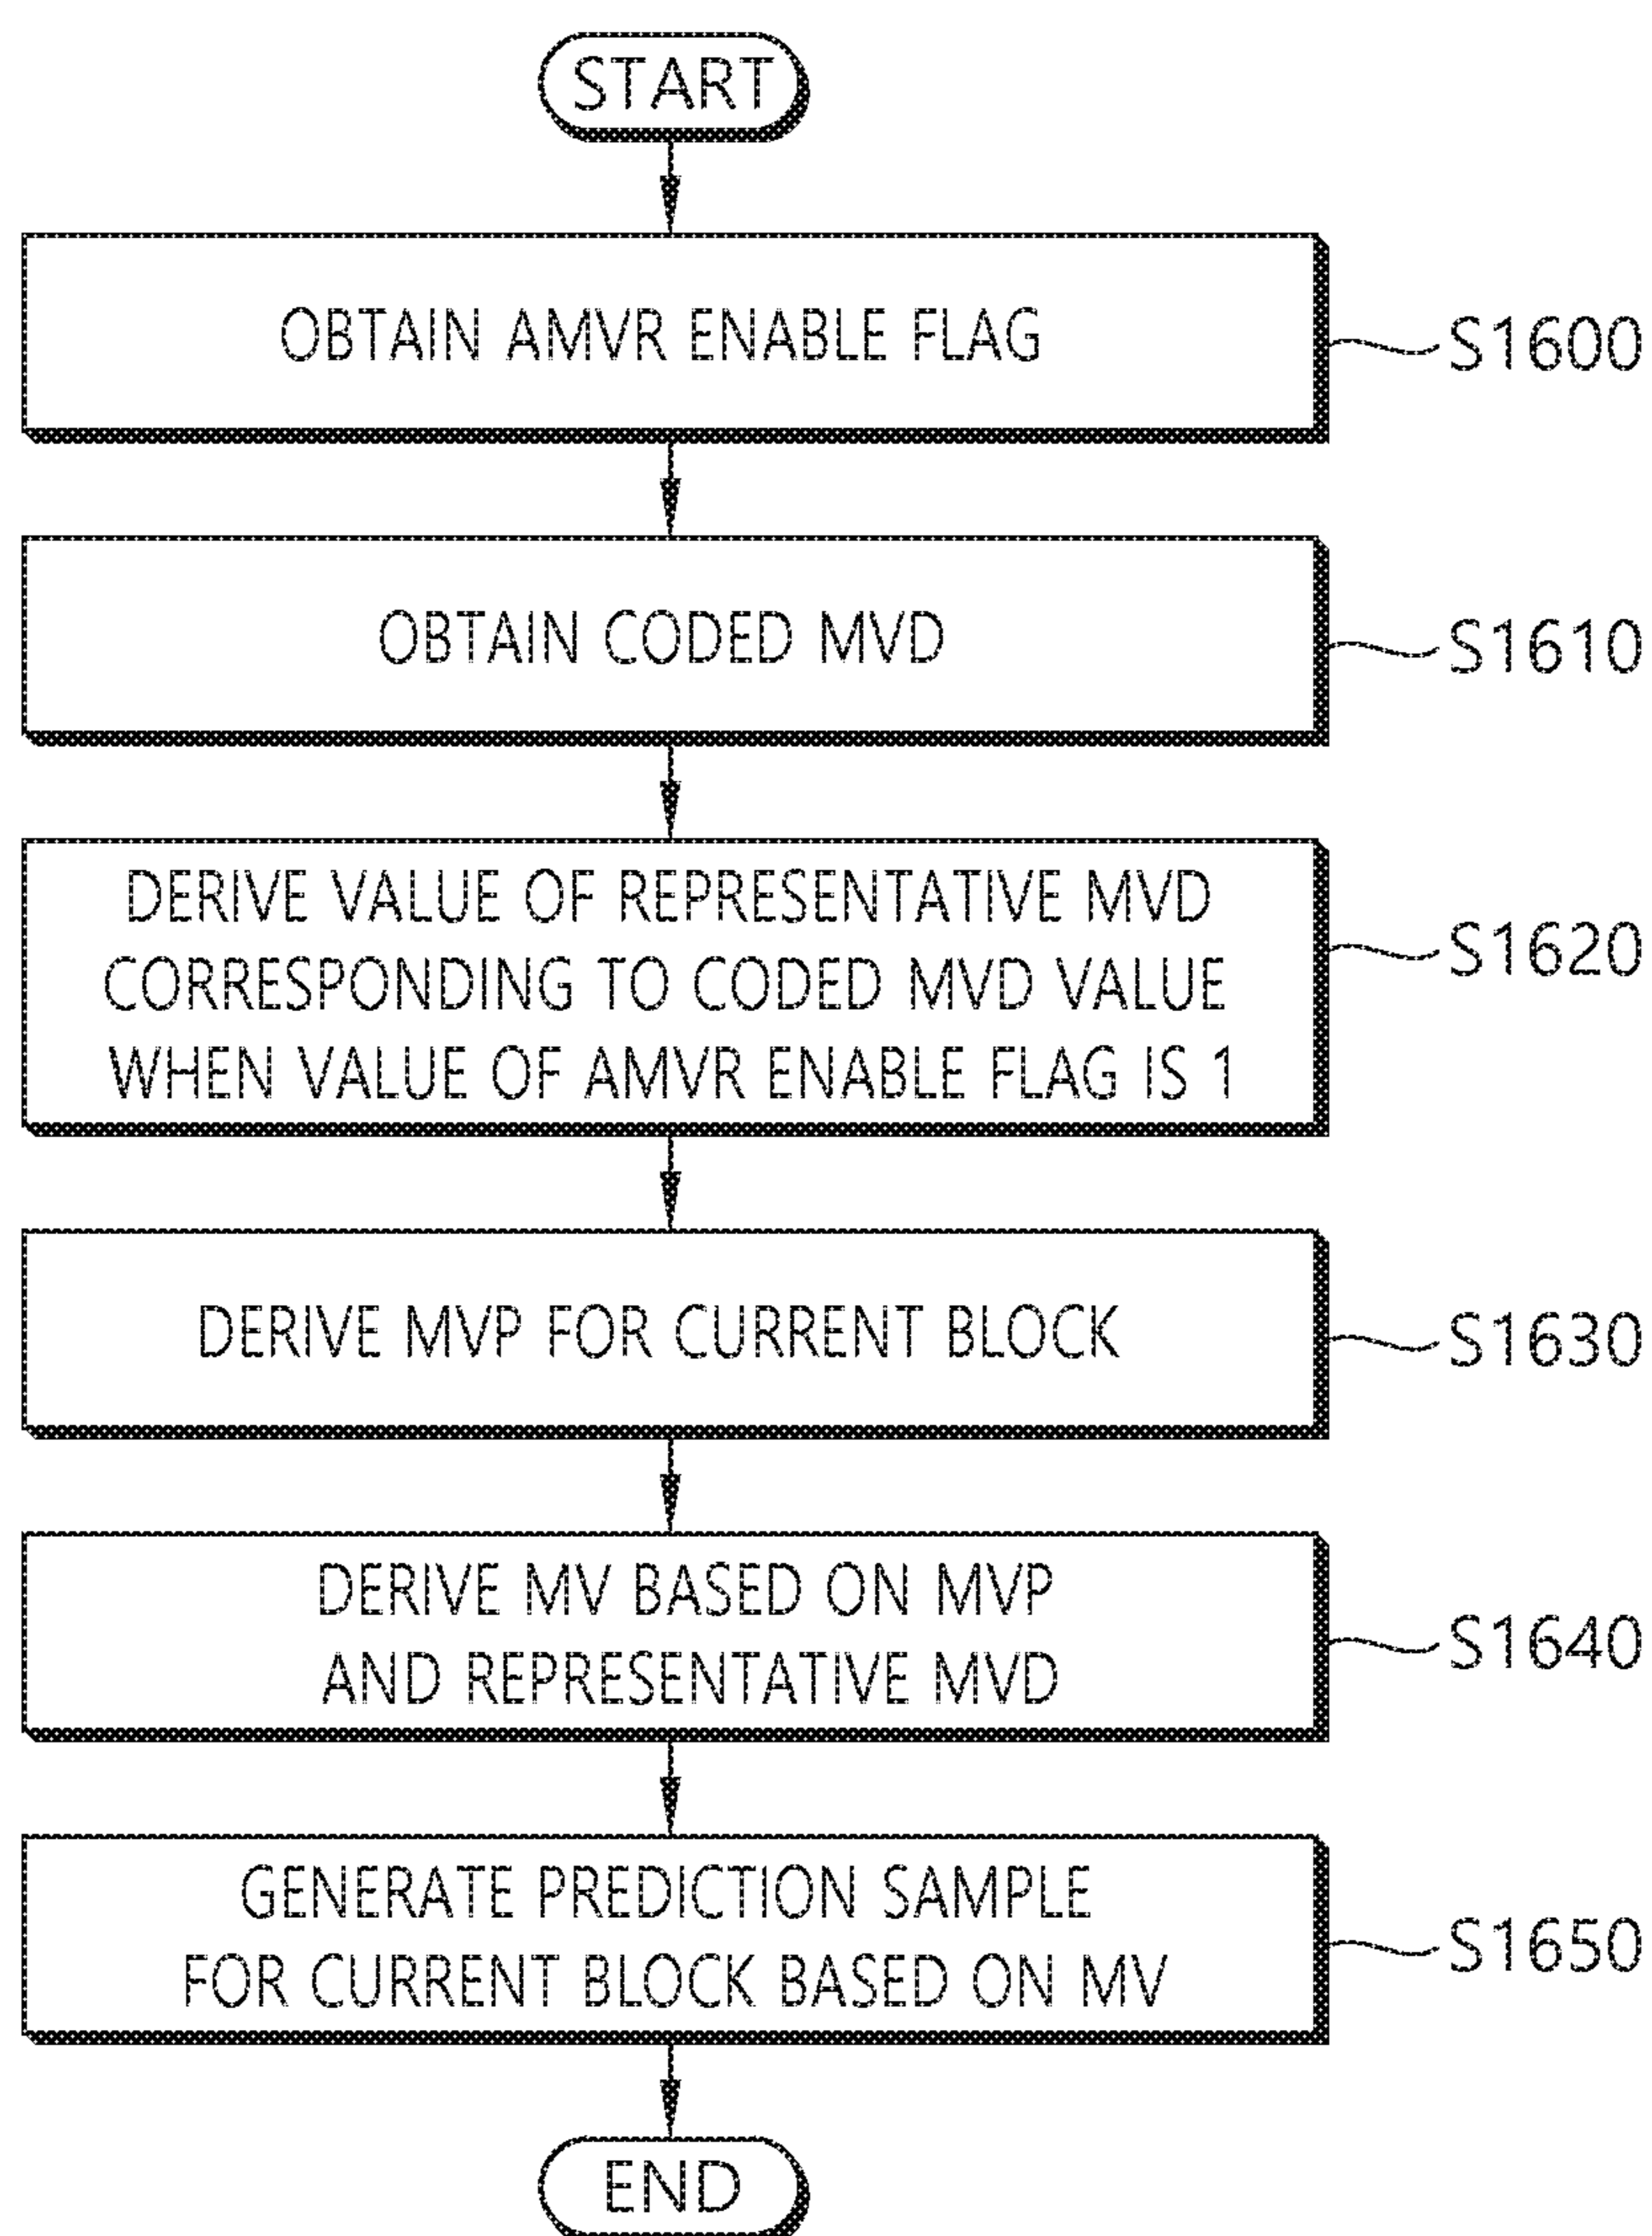 START
OBTAIN AMVR ENABLE FLAG
S1600
OBTAIN CODED MVD
S1610
DERIVE VALUE OF REPRESENTATIVE MVD
CORRESPONDING TO CODED MVD VALUE
WHEN VALUE OF AMVR ENABLE FLAG IS 1
S1620
DERIVE MVP FOR CURRENT BLOCK
S1630
DERIVE MV BASED ON MVP
AND REPRESENTATIVE MVD
S1640
GENERATE PREDICTION SAMPLE
FOR CURRENT BLOCK BASED ON MV
S1650
END